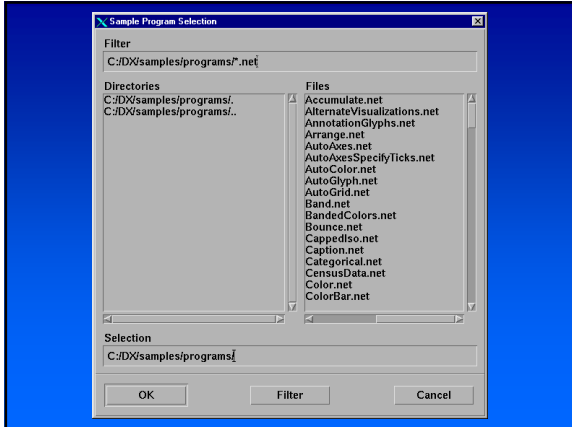 Sample Program Selection
Filter
C:/DX/samples/programs/*.net
Directories
C:/DX/samples/programs/.
C:/DX/samples/programs/..
Files
Accumulate.net
AlternateVisualizations.net
AnnotationGlyphs.net
Arrange.net
AutoAxes.net
AutoAxesSpecifyTicks.net
AutoColor.net
AutoGlyph.net
AutoGrid.net
Band.net
BandedColors.net
Bounce.net
CappedIso.net
Caption.net
Categorical.net
CensusData.net
Color.net
ColorBar.net
Selection
C:/DX/samples/programs/
OK
Filter
Cancel